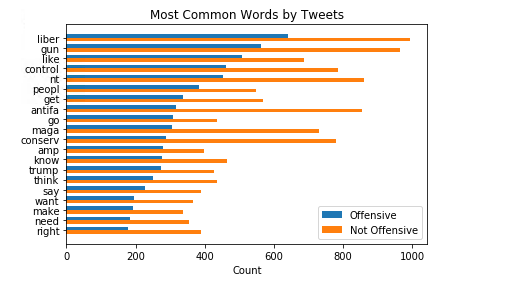 Most Common Words by Tweets
liber
gun
like
control
nt
peopl
get
antifa
go
maga
conserv
amp
know
trump
think
say
want
make
need
right
Offensive
Not Offensive
0 200 400 600 800 1000
Count